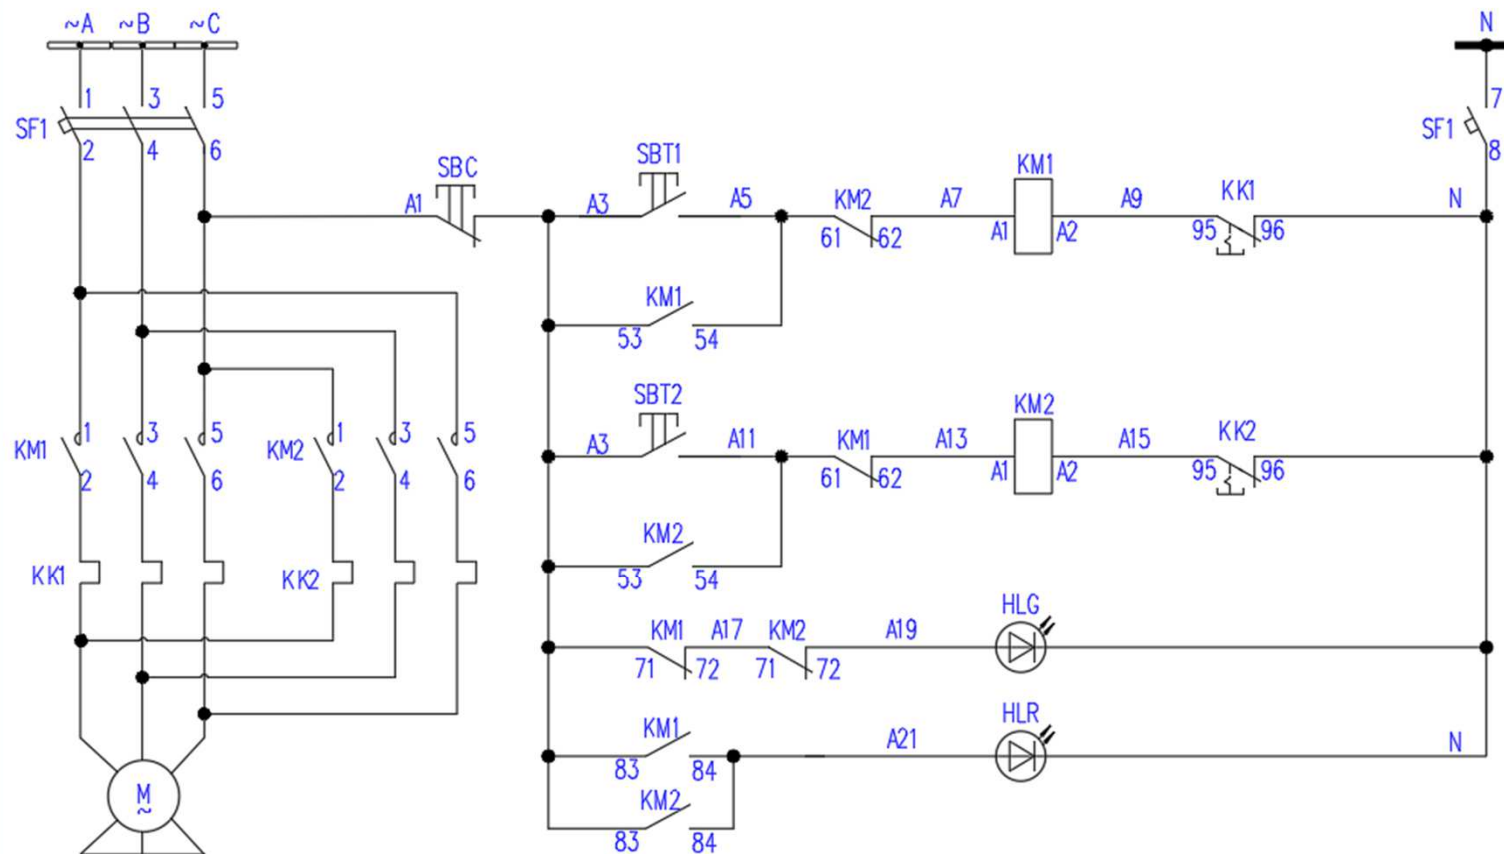 ~A ~B ~C N
1 3 5 7
SF1 SF1
2 4 6 8
SBC SBT1 KM1
A1 A3 A5 KM2 A7 A9 KK1 N
61 62 A1 A2 95 96
KM1
53 54
SBT2 KM2
A3 A11 KM1 A13 A15 KK2
61 62 A1 A2 95 96
1 3 5 1 3 5
KM1 KM2
2 4 6 2 4 6
KM2
53 54
KK1 KK2
HLG
KM1 A17 KM2 A19
71 72 71 72
HLR
KM1 A21 N
83 84
KM2
83 84
M
~